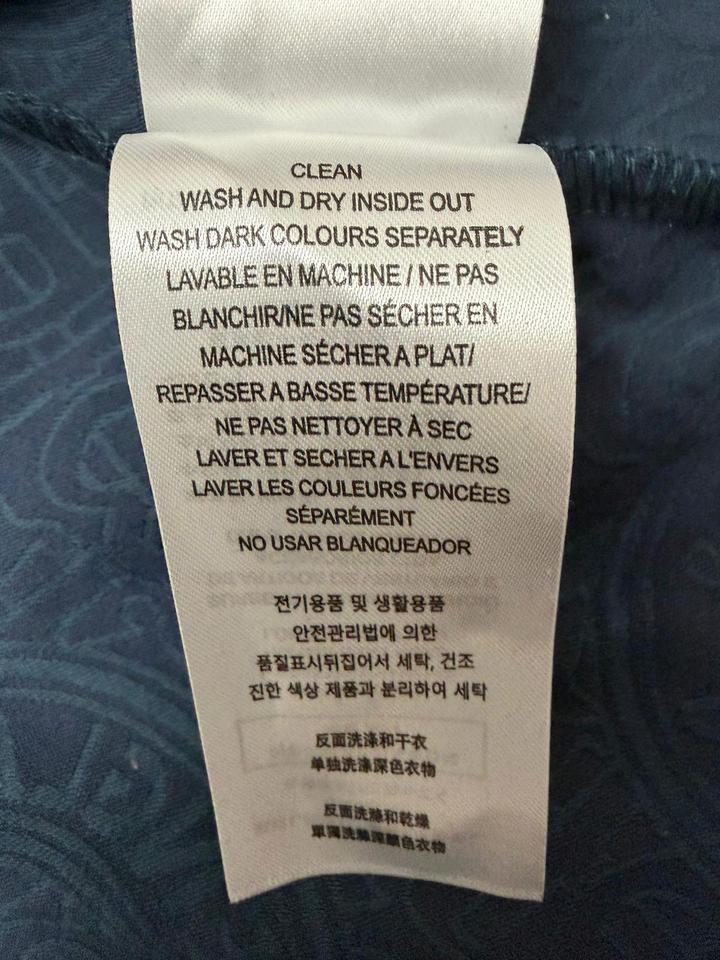 CLEAN
WASH AND DRY INSIDE OUT
WASH DARK COLOURS SEPARATELY
LAVABLE EN MACHINE / NE PAS
BLANCHIR/NE PAS SÉCHER EN
MACHINE SÉCHER A PLAT/
REPASSER A BASSE TEMPÉRATURE/
NE PAS NETTOYER À SEC
LAVER ET SECHER A L'ENVERS
LAVER LES COULEURS FONCÉES
SÉPARÉMENT
NO USAR BLANQUEADOR
전기용품 및 생활용품
안전관리법에 의한
품질표시뒤집어서 세탁, 건조
진한 색상 제품과 분리하여 세탁
反面洗涤和干衣
单独洗涤深色衣物
反面洗滌和乾燥
單獨洗滌深顏色衣物